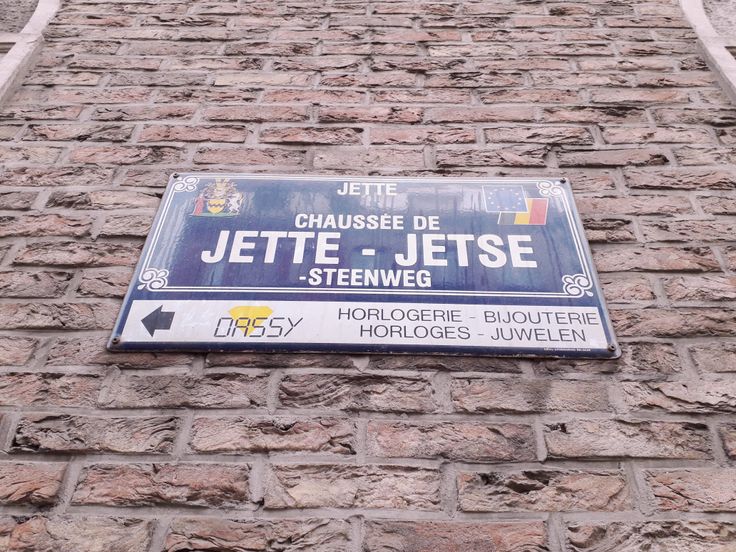 JETTE
CHAUSSÉE DE
JETTE - JETSE
-STEENWEG
DASSY
HORLOGERIE - BIJOUTERIE
HORLOGES - JUWELEN